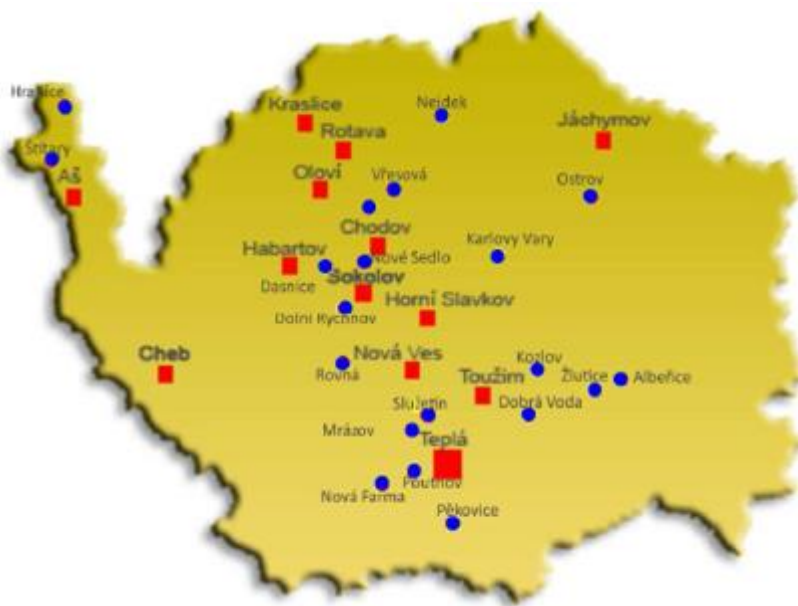 Hranice
Nejdek
Kraslice
Jáchymov
Rotava
Štítary
Aš
Oloví
Vřesová
Ostrov
Chodov
Habartov
Karlovy Vary
Nové Sedlo
Dasnice
Sokolov
Horní Slavkov
Dolní Rychnov
Cheb
Nová Ves
Rovná
Kozlov
Žlutice
Albeřice
Toužim
Služetín
Dobrá Voda
Mrázov
Teplá
Poutnov
Nová Farma
Pěkovice